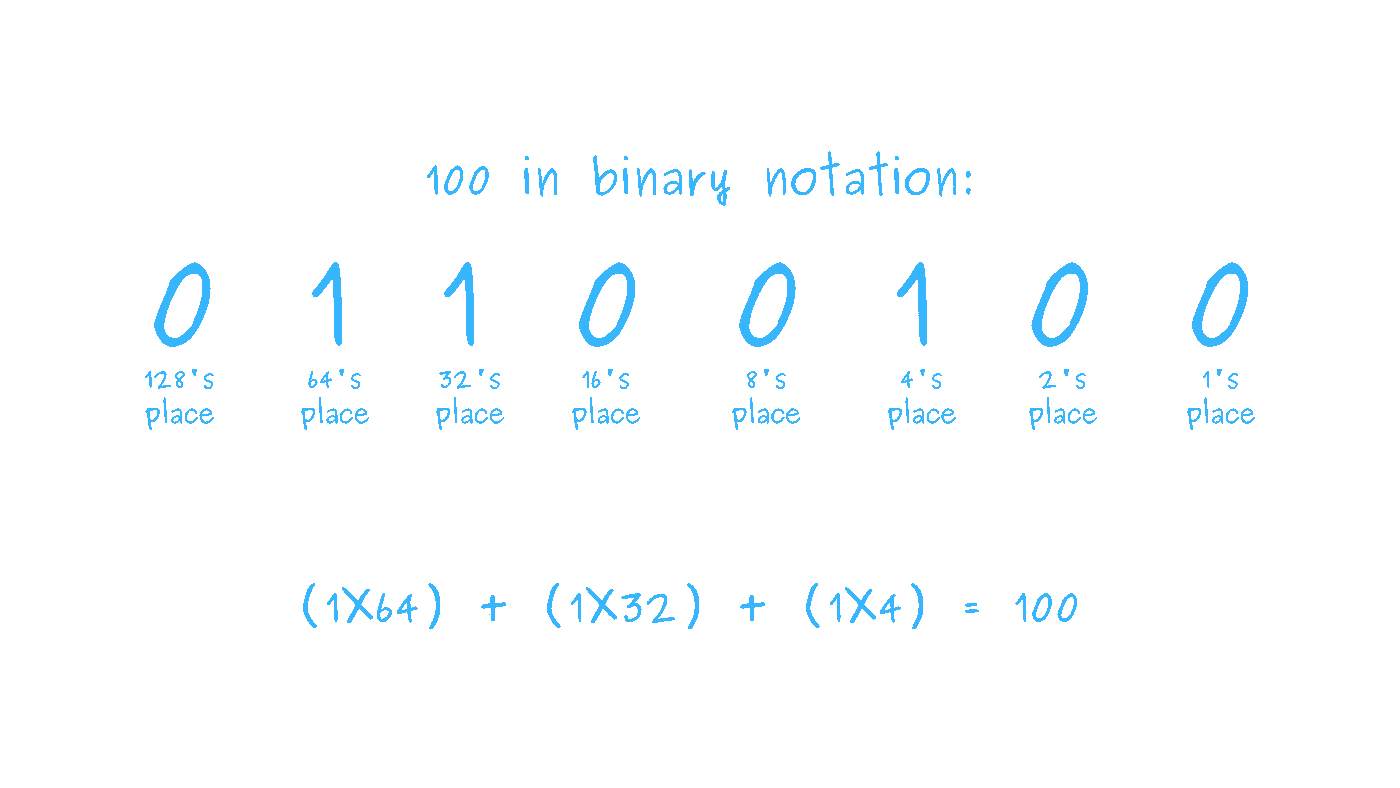 100 in binary notation:
0 1 1 0 0 1 0 0
128's 64's 32's 16's 8's 4's 2's 1's
place place place place place place place place
(1X64) + (1X32) + (1X4) = 100